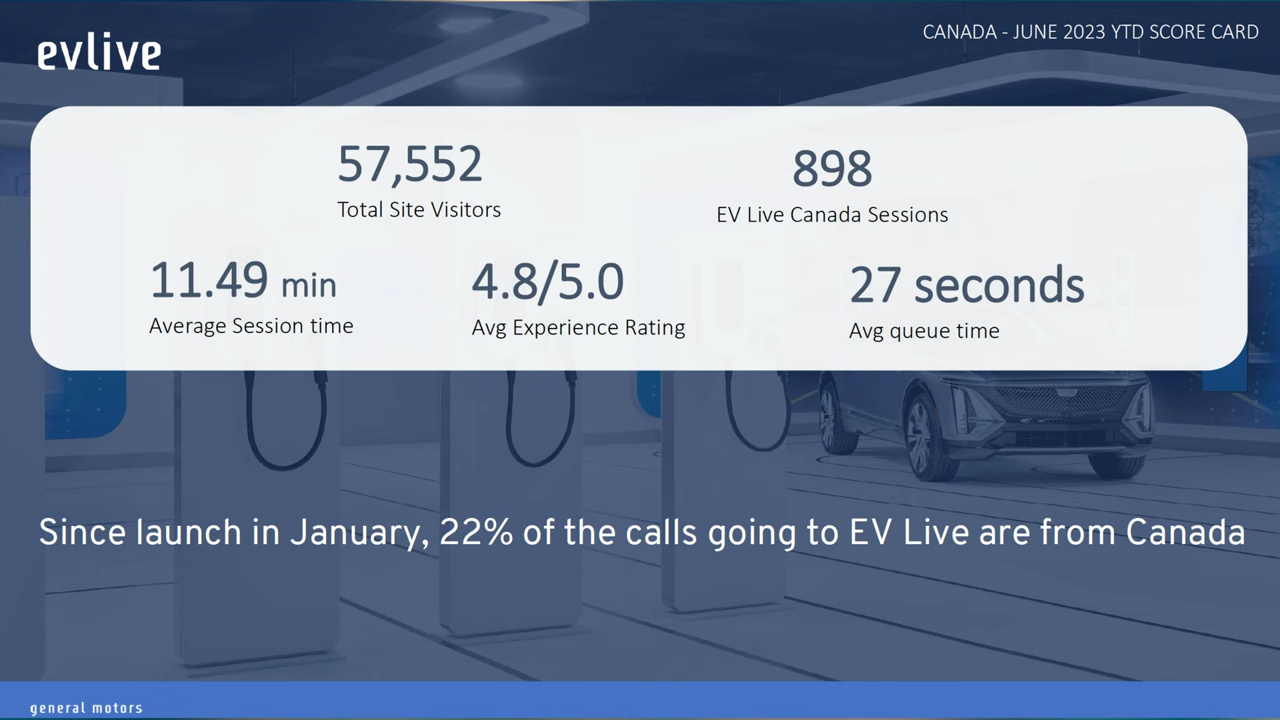 evlive
CANADA - JUNE 2023 YTD SCORE CARD
57,552
Total Site Visitors
898
EV Live Canada Sessions
11.49 min
Average Session time
4.8/5.0
Avg Experience Rating
27 seconds
Avg queue time
Since launch in January, 22% of the calls going to EV Live are from Canada
general motors